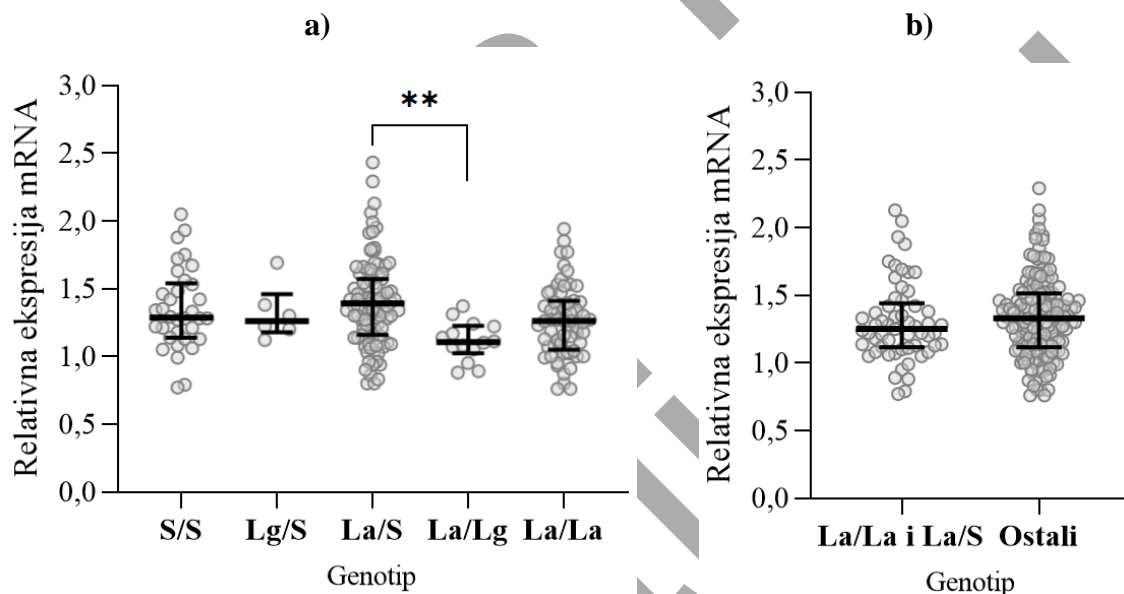 a)
Relativna ekspresija mRNA
3,0
2,5
2,0
1,5
1,0
0,5
0,0
**
S/S Lg/S La/S La/Lg La/La
Genotip
b)
Relativna ekspresija mRNA
3,0
2,5
2,0
1,5
1,0
0,5
0,0
La/La i La/S Ostali
Genotip